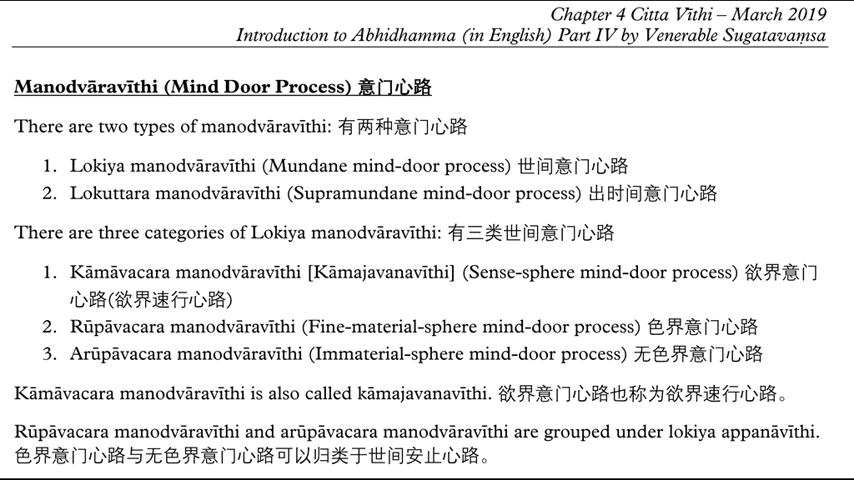 Chapter 4 Citta Vīthi – March 2019
Introduction to Abhidhamma (in English) Part IV by Venerable Sugatavaṃsa
Manodvāravīthi (Mind Door Process) 意门心路
There are two types of manodvāravīthi: 有两种意门心路
1. Lokiya manodvāravīthi (Mundane mind-door process) 世间意门心路
2. Lokuttara manodvāravīthi (Supramundane mind-door process) 出时间意门心路
There are three categories of Lokiya manodvāravīthi: 有三类世间意门心路
1. Kāmāvacara manodvāravīthi [Kāmajavanavīthi] (Sense-sphere mind-door process) 欲界意门
心路(欲界速行心路)
2. Rūpāvacara manodvāravīthi (Fine-material-sphere mind-door process) 色界意门心路
3. Arūpāvacara manodvāravīthi (Immaterial-sphere mind-door process) 无色界意门心路
Kāmāvacara manodvāravīthi is also called kāmajavanavīthi. 欲界意门心路也称为欲界速行心路。
Rūpāvacara manodvāravīthi and arūpāvacara manodvāravīthi are grouped under lokiya appanāvīthi.
色界意门心路与无色界意门心路可以归类于世间安止心路。